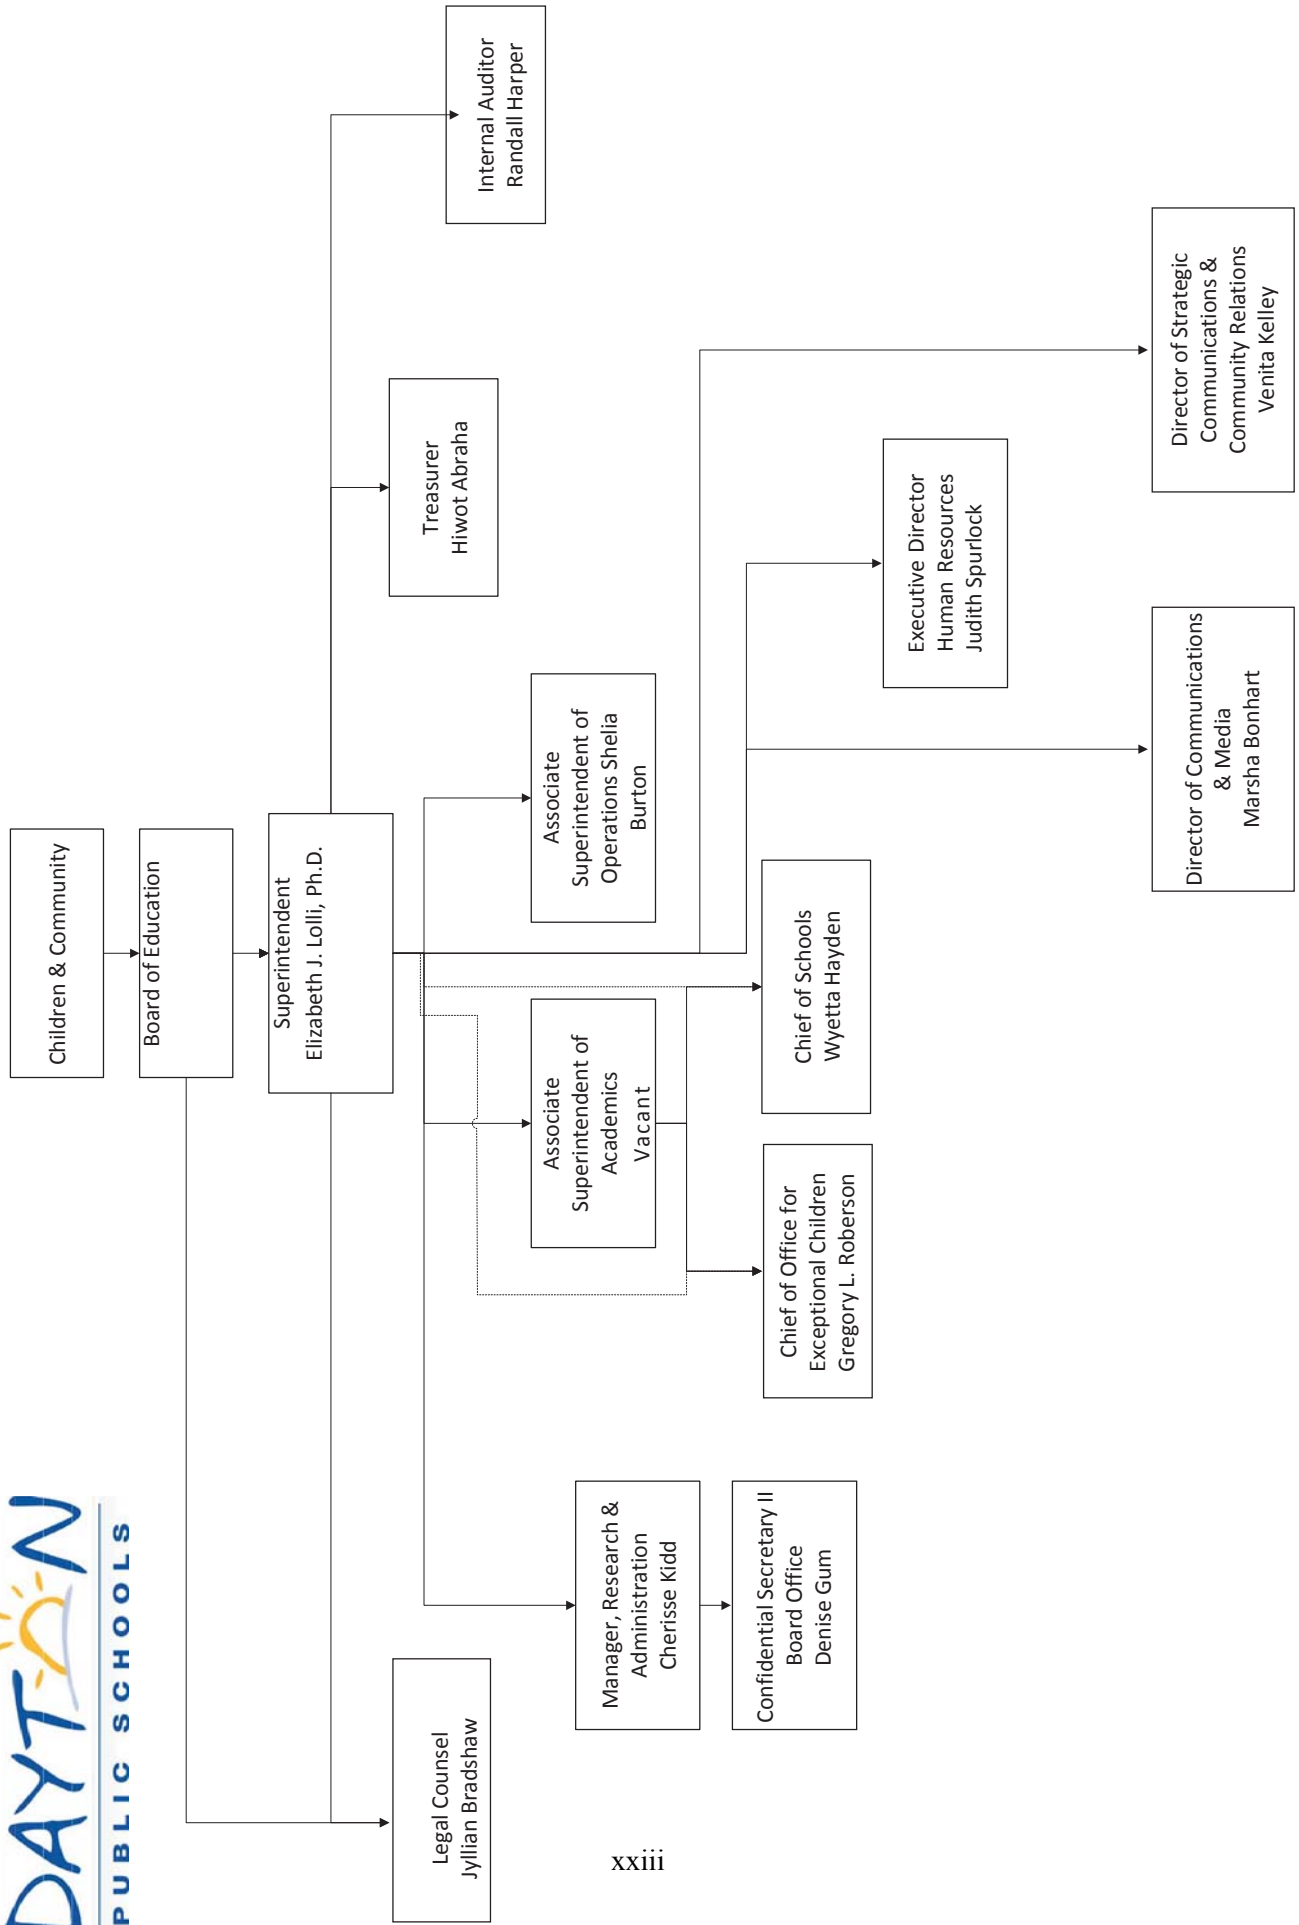 DAYTON
PUBLIC SCHOOLS
Children & Community
Board of Education
Superintendent
Elizabeth J. Lolli, Ph.D.
Legal Counsel
Jyllian Bradshaw
Treasurer
Hiwot Abraha
Internal Auditor
Randall Harper
Manager, Research &
Administration
Cherisse Kidd
Associate
Superintendent of
Academics
Vacant
Associate
Superintendent of
Operations Shelia
Burton
Confidential Secretary II
Board Office
Denise Gum
Chief of Office for
Exceptional Children
Gregory L. Roberson
Chief of Schools
Wyetta Hayden
Executive Director
Human Resources
Judith Spurlock
Director of Communications
& Media
Marsha Bonhart
Director of Strategic
Communications &
Community Relations
Venita Kelley
xxiii